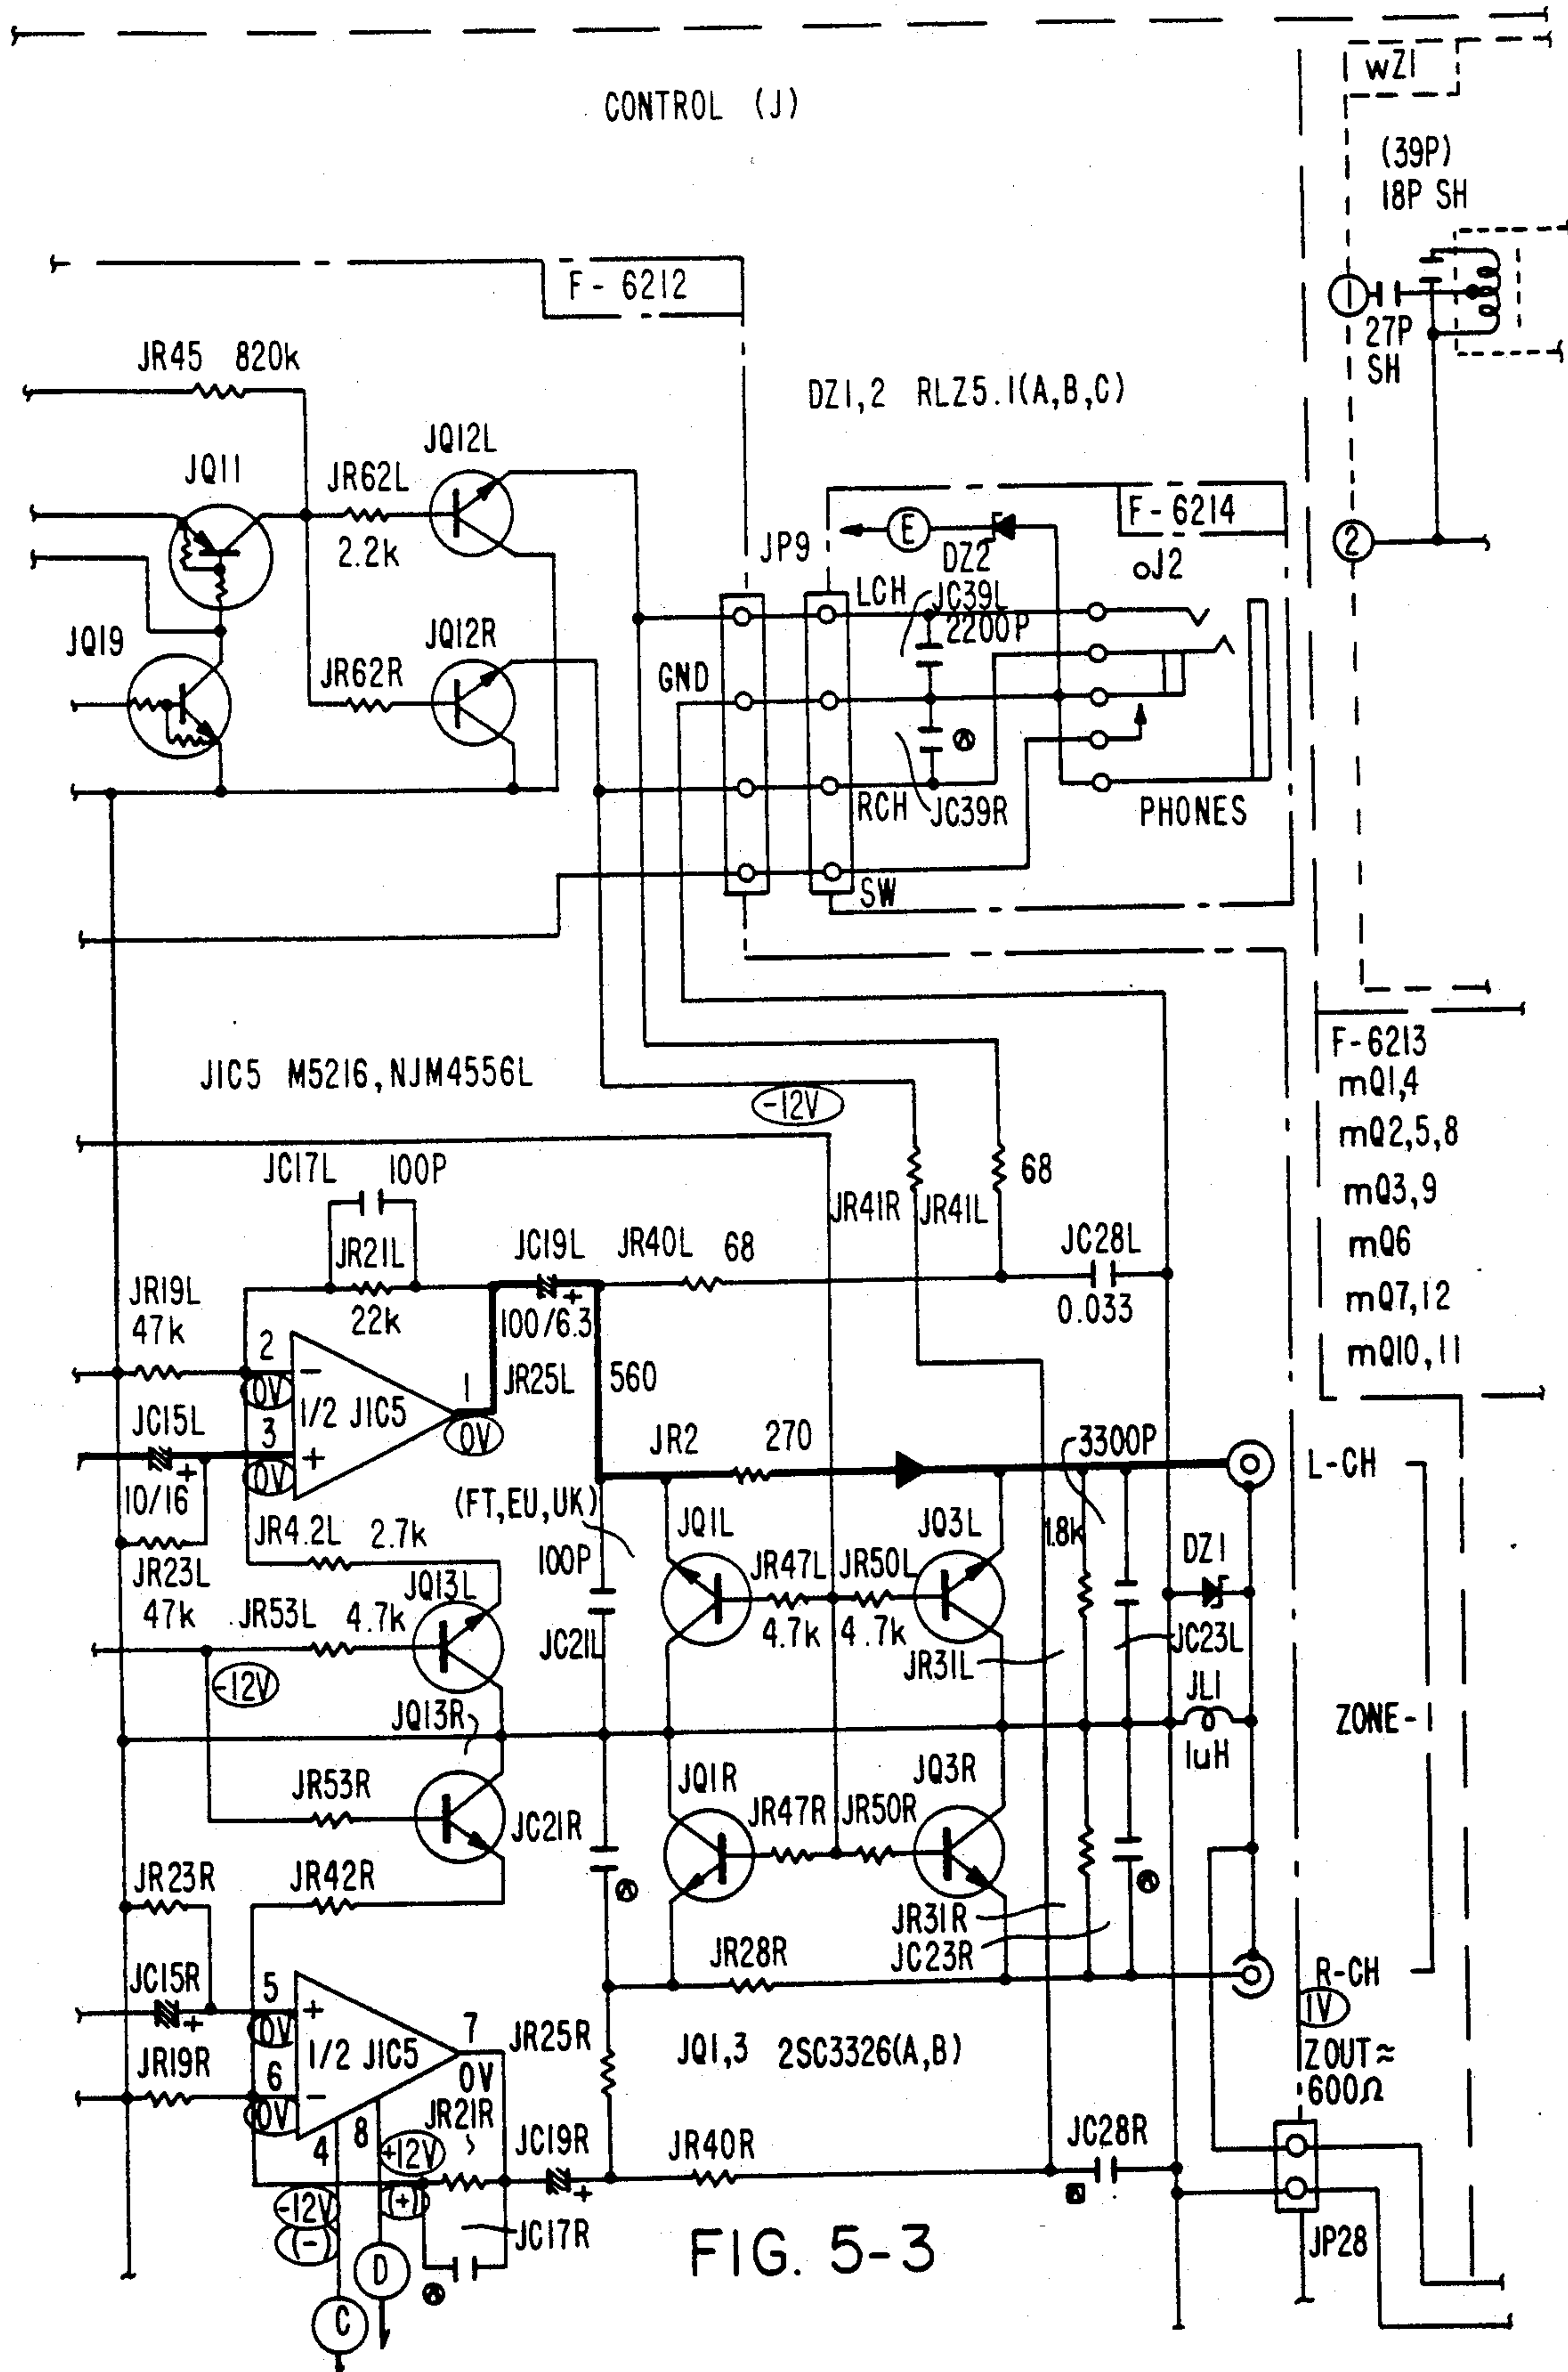 CONTROL (J)
wZ1
(39P)
18P SH
1
27P
SH
2
F-6212
JR45 820k
DZ1,2 RLZ5.1(A,B,C)
JQ11
JR62L
2.2k
JQ12L
JQ19
JR62R
JQ12R
JP9
F-6214
E
DZ2
oJ2
LCH
JC39L
2200P
GND
A
RCH
JC39R
PHONES
SW
JIC5 M5216,NJM4556L
-12V
F-6213
mQ1,4
mQ2,5,8
mQ3,9
mQ6
mQ7,12
mQ10,11
JC17L 100P
JR21L
22k
JC19L
100/6.3
JR40L 68
JR41R
JR41L
68
JC28L
0.033
JR19L
47k
2
−
0V
1/2 JIC5
1
0V
JR25L
560
JC15L
+
10/16
3
+
0V
JR2 270
3300P
L-CH
JR23L
47k
JR4.2L 2.7k
(FT,EU,UK)
100P
JC21L
JQ1L
JR47L
4.7k
JR50L
4.7k
JQ3L
1.8k
JR31L
DZ1
JC23L
JR53L 4.7k
JQ13L
-12V
JQ13R
JL1
1uH
ZONE-1
JR53R
JC21R
A
JQ1R
JR47R
JR50R
JQ3R
A
JR31R
JC23R
JR23R
JR42R
JR28R
R-CH
1V
ZOUT≈
600Ω
JC15R
+
5
+
0V
1/2 JIC5
7
0V
JR25R
JQ1,3 2SC3326(A,B)
JR19R
6
−
0V
4
8
+12V
(+)
JR21R
JC19R
+
JR40R
JC28R
-12V
(-)
JC17R
D
C
JP28
FIG. 5-3